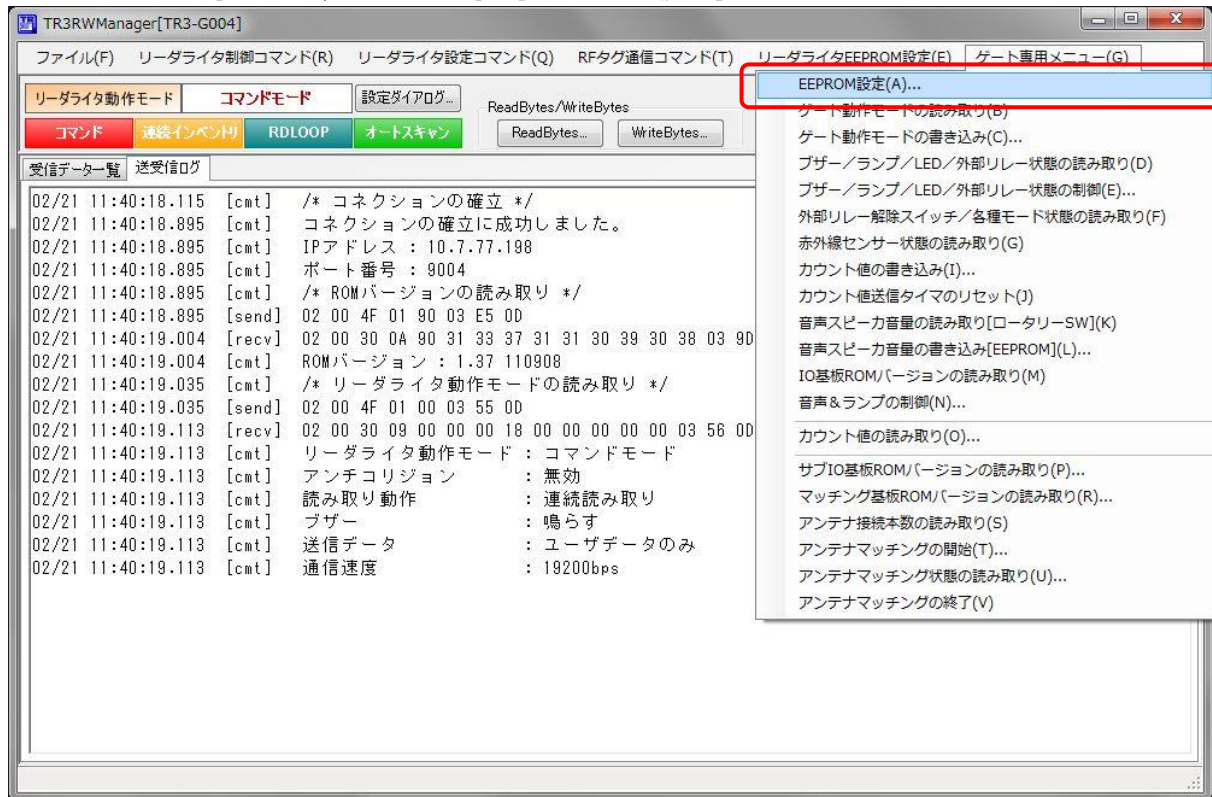 TR3RWManager[TR3-G004]
ファイル(F) リーダライタ制御コマンド(R) リーダライタ設定コマンド(Q) RFタグ通信コマンド(T) リーダライタEEPROM設定(E) ゲート専用メニュー(G)
リーダライタ動作モード コマンドモード 設定ダイアログ... ReadBytes/WriteBytes
コマンド 連続インベントリ RDLOOP オートスキャン ReadBytes... WriteBytes...
受信データ一覧 送受信ログ
02/21 11:40:18.115 [cmt] /* コネクションの確立 */
02/21 11:40:18.895 [cmt] コネクションの確立に成功しました。
02/21 11:40:18.895 [cmt] IPアドレス : 10.7.77.198
02/21 11:40:18.895 [cmt] ポート番号 : 9004
02/21 11:40:18.895 [cmt] /* ROMバージョンの読み取り */
02/21 11:40:18.895 [send] 02 00 4F 01 90 03 E5 0D
02/21 11:40:19.004 [recv] 02 00 30 0A 90 31 33 37 31 31 30 39 30 38 03 9D
02/21 11:40:19.004 [cmt] ROMバージョン : 1.37 110908
02/21 11:40:19.035 [cmt] /* リーダライタ動作モードの読み取り */
02/21 11:40:19.035 [send] 02 00 4F 01 00 03 55 0D
02/21 11:40:19.113 [recv] 02 00 30 09 00 00 00 18 00 00 00 00 00 03 56 0D
02/21 11:40:19.113 [cmt] リーダライタ動作モード : コマンドモード
02/21 11:40:19.113 [cmt] アンチコリジョン : 無効
02/21 11:40:19.113 [cmt] 読み取り動作 : 連続読み取り
02/21 11:40:19.113 [cmt] ブザー : 鳴らす
02/21 11:40:19.113 [cmt] 送信データ : ユーザデータのみ
02/21 11:40:19.113 [cmt] 通信速度 : 19200bps
EEPROM設定(A)...
ゲート動作モードの読み取り(B)
ゲート動作モードの書き込み(C)...
ブザー／ランプ／LED／外部リレー状態の読み取り(D)
ブザー／ランプ／LED／外部リレー状態の制御(E)...
外部リレー解除スイッチ／各種モード状態の読み取り(F)
赤外線センサー状態の読み取り(G)
カウント値の書き込み(I)...
カウント値送信タイマのリセット(J)
音声スピーカ音量の読み取り[ロータリーSW](K)
音声スピーカ音量の書き込み[EEPROM](L)...
IO基板ROMバージョンの読み取り(M)
音声&ランプの制御(N)...
カウント値の読み取り(O)...
サブIO基板ROMバージョンの読み取り(P)...
マッチング基板ROMバージョンの読み取り(R)...
アンテナ接続本数の読み取り(S)
アンテナマッチングの開始(T)...
アンテナマッチング状態の読み取り(U)...
アンテナマッチングの終了(V)